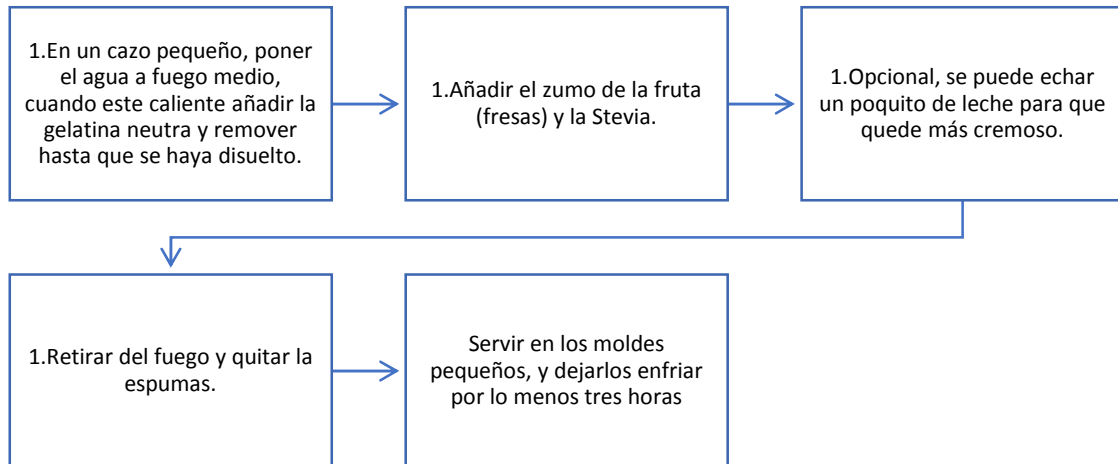 1.En un cazo pequeño, poner
el agua a fuego medio,
cuando este caliente añadir la
gelatina neutra y remover
hasta que se haya disuelto.
1.Añadir el zumo de la fruta
(fresas) y la Stevia.
1.Opcional, se puede echar
un poquito de leche para que
quede más cremoso.
1.Retirar del fuego y quitar la
espumas.
Servir en los moldes
pequeños, y dejarlos enfriar
por lo menos tres horas